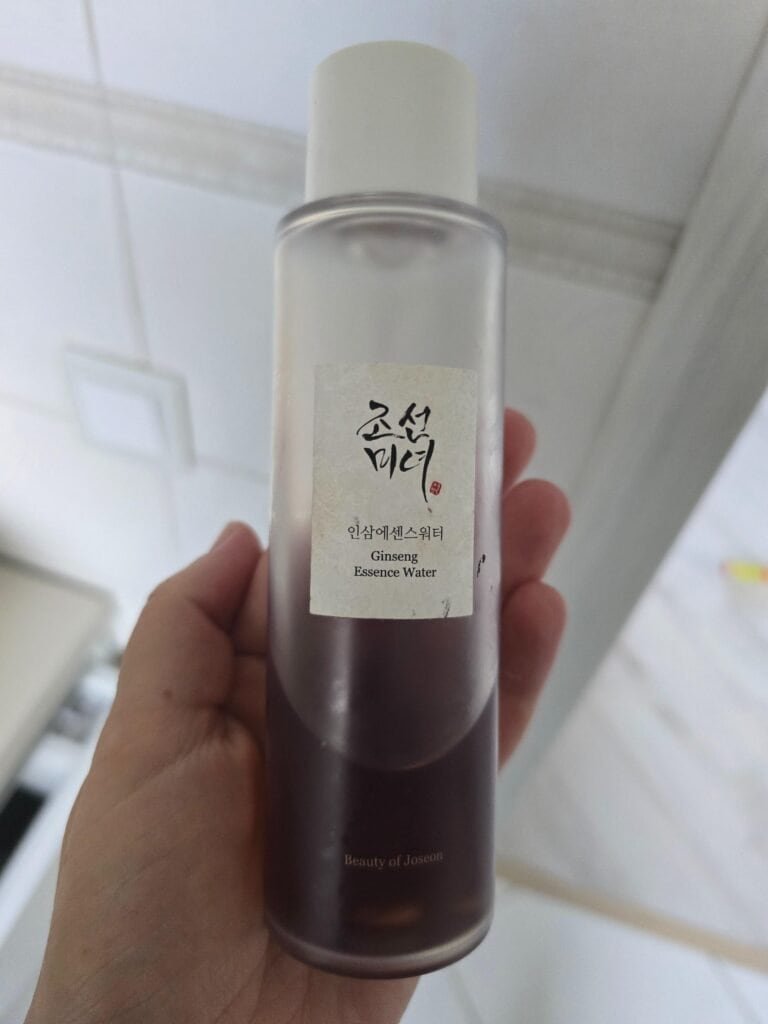 조선
미녀
인삼에센스워터
Ginseng
Essence Water
Beauty of Joseon